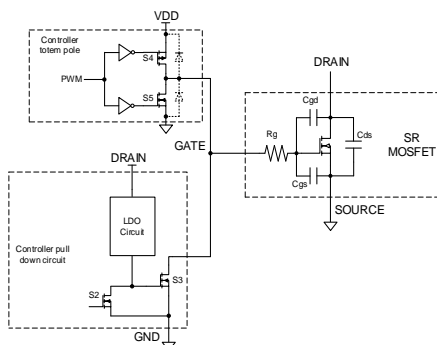 Controller
totem pole
VDD
S4
PWM
S5
DRAIN
Cgd
Rg
Cds
GATE
SR
MOSFET
Cgs
SOURCE
DRAIN
LDO
Circuit
Controller pull
down circuit
S3
S2
GND